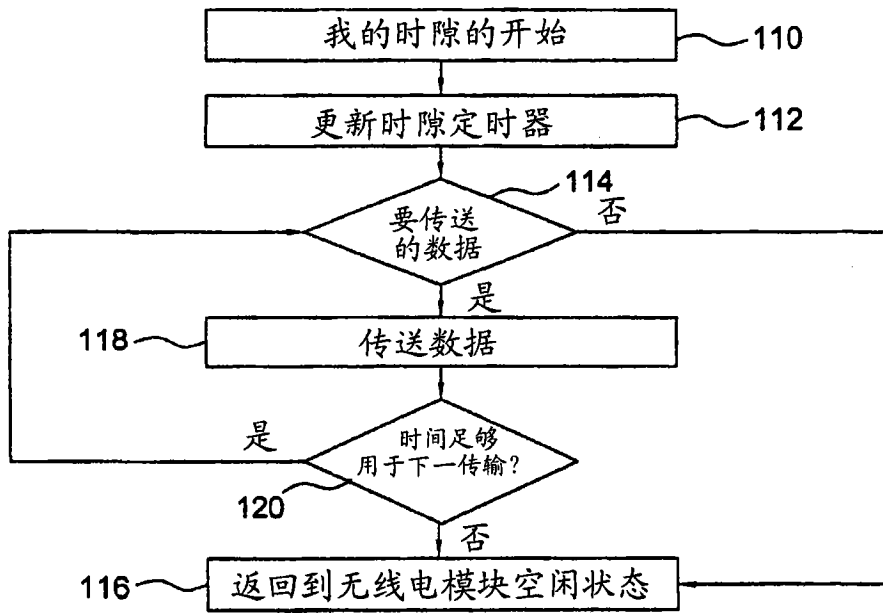 我的时隙的开始
110
更新时隙定时器
112
114
要传送
的数据
否
是
118
传送数据
是
时间足够
用于下一传输?
120
否
116
返回到无线电模块空闲状态